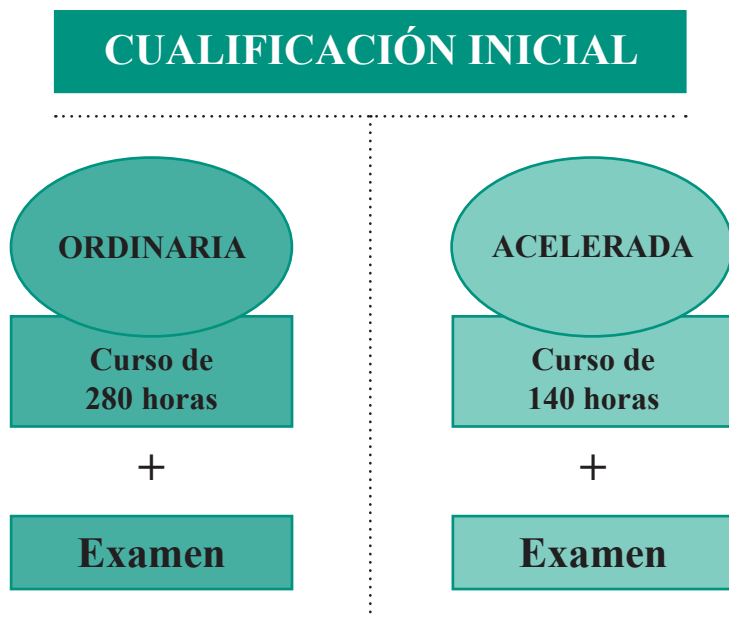 CUALIFICACIÓN INICIAL
ORDINARIA
Curso de
280 horas
+
Examen
ACELERADA
Curso de
140 horas
+
Examen